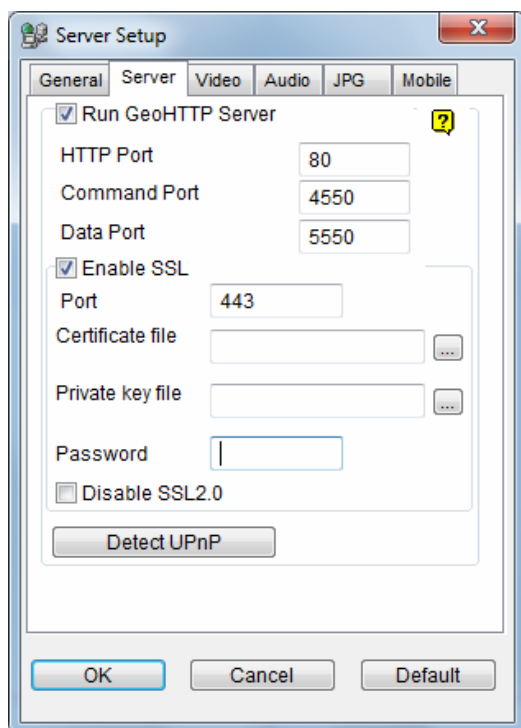 Server Setup
General Server Video Audio JPG Mobile
Run GeoHTTP Server
?
HTTP Port 80
Command Port 4550
Data Port 5550
Enable SSL
Port 443
Certificate file ...
Private key file ...
Password
Disable SSL2.0
Detect UPnP
OK Cancel Default